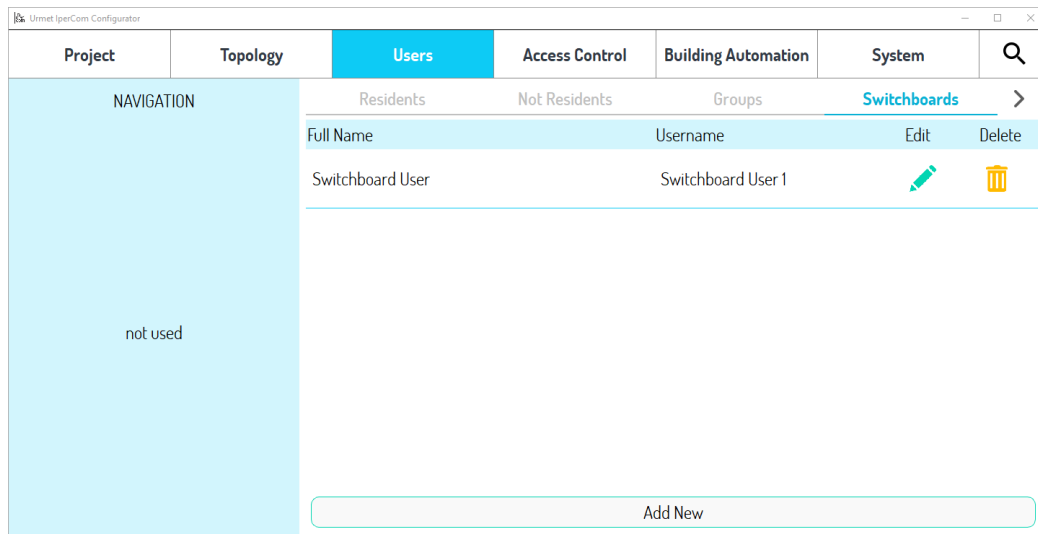 Urmet IperCom Configurator
Project Topology Users Access Control Building Automation System
NAVIGATION
Residents Not Residents Groups Switchboards
Full Name Username Edit Delete
Switchboard User Switchboard User 1
not used
Add New